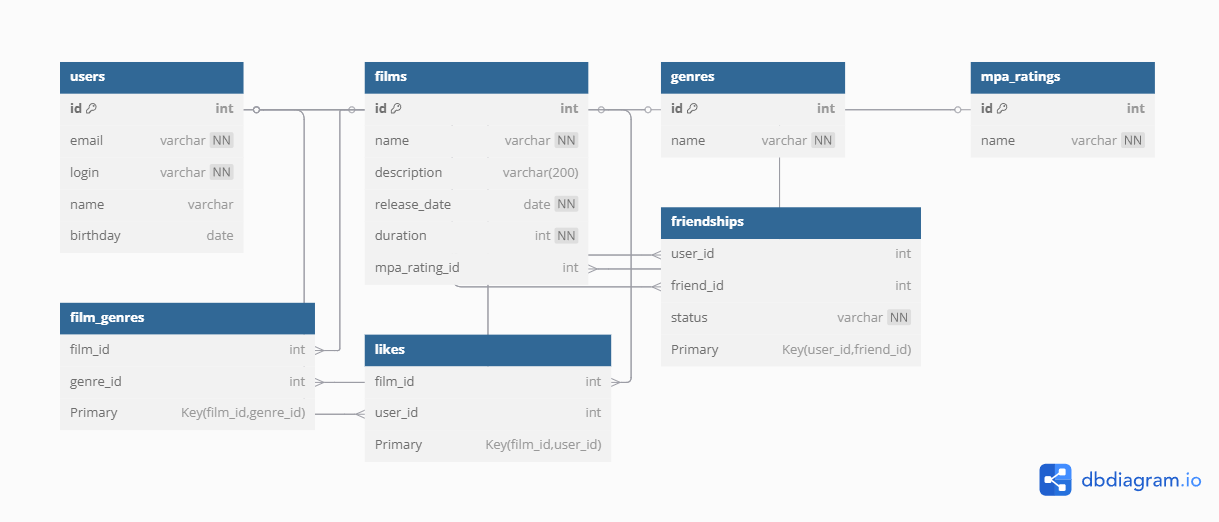 users
id int
email varchar NN
login varchar NN
name varchar
birthday date
films
id int
name varchar NN
description varchar(200)
release_date date NN
duration int NN
mpa_rating_id int
genres
id int
name varchar NN
mpa_ratings
id int
name varchar NN
friendships
user_id int
friend_id int
status varchar NN
Primary Key(user_id,friend_id)
film_genres
film_id int
genre_id int
Primary Key(film_id,genre_id)
likes
film_id int
user_id int
Primary Key(film_id,user_id)
dbdiagram.io